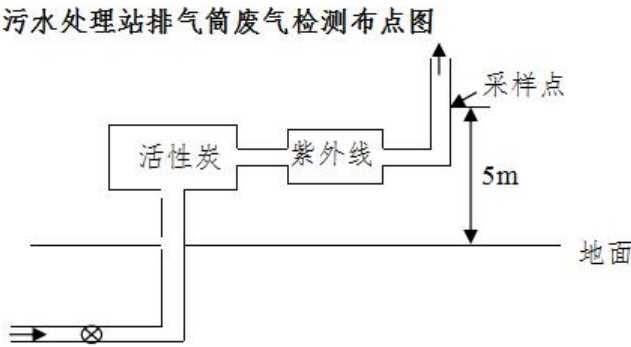 污水处理站排气筒废气检测布点图
采样点
活性炭
紫外线
5m
地面